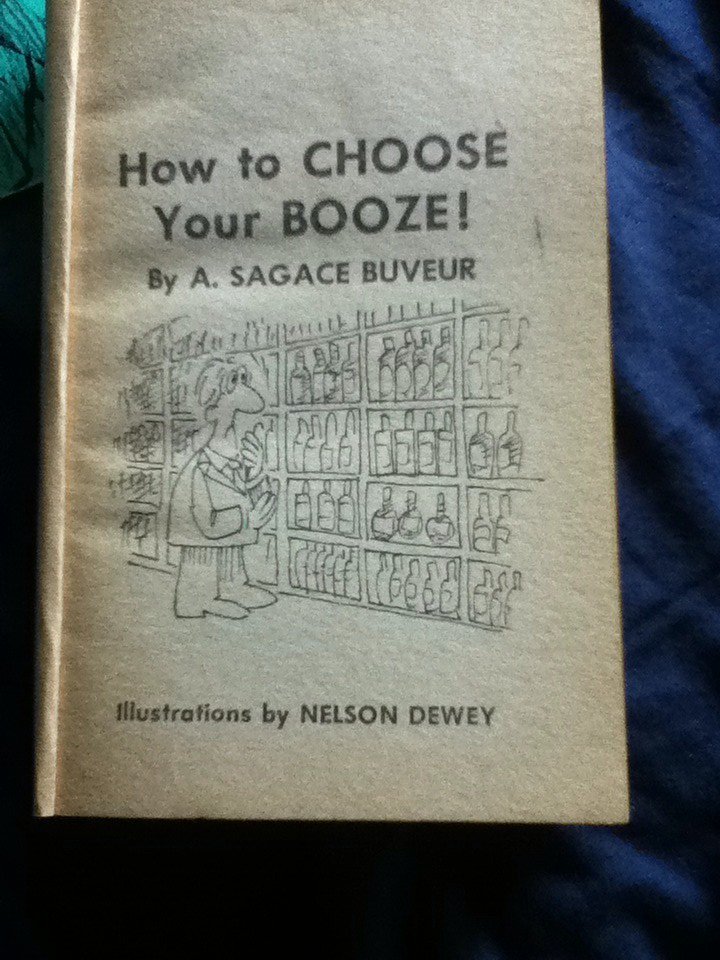 How to CHOOSE
Your BOOZE!
By A. SAGACE BUVEUR
Illustrations by NELSON DEWEY